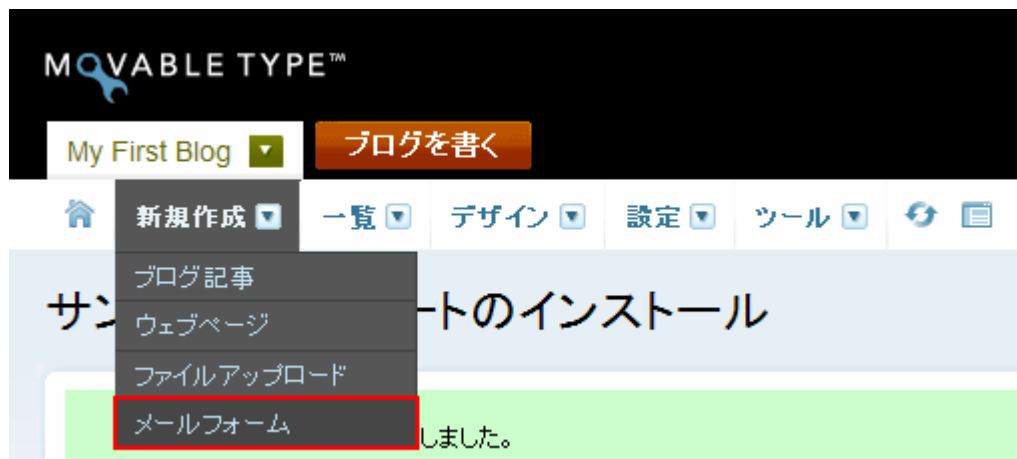 MOVABLE TYPE™
My First Blog
ブログを書く
新規作成 一覧 デザイン 設定 ツール
ブログ記事
サン ートのインストール
ウェブページ
ファイルアップロード
メールフォーム
しました。